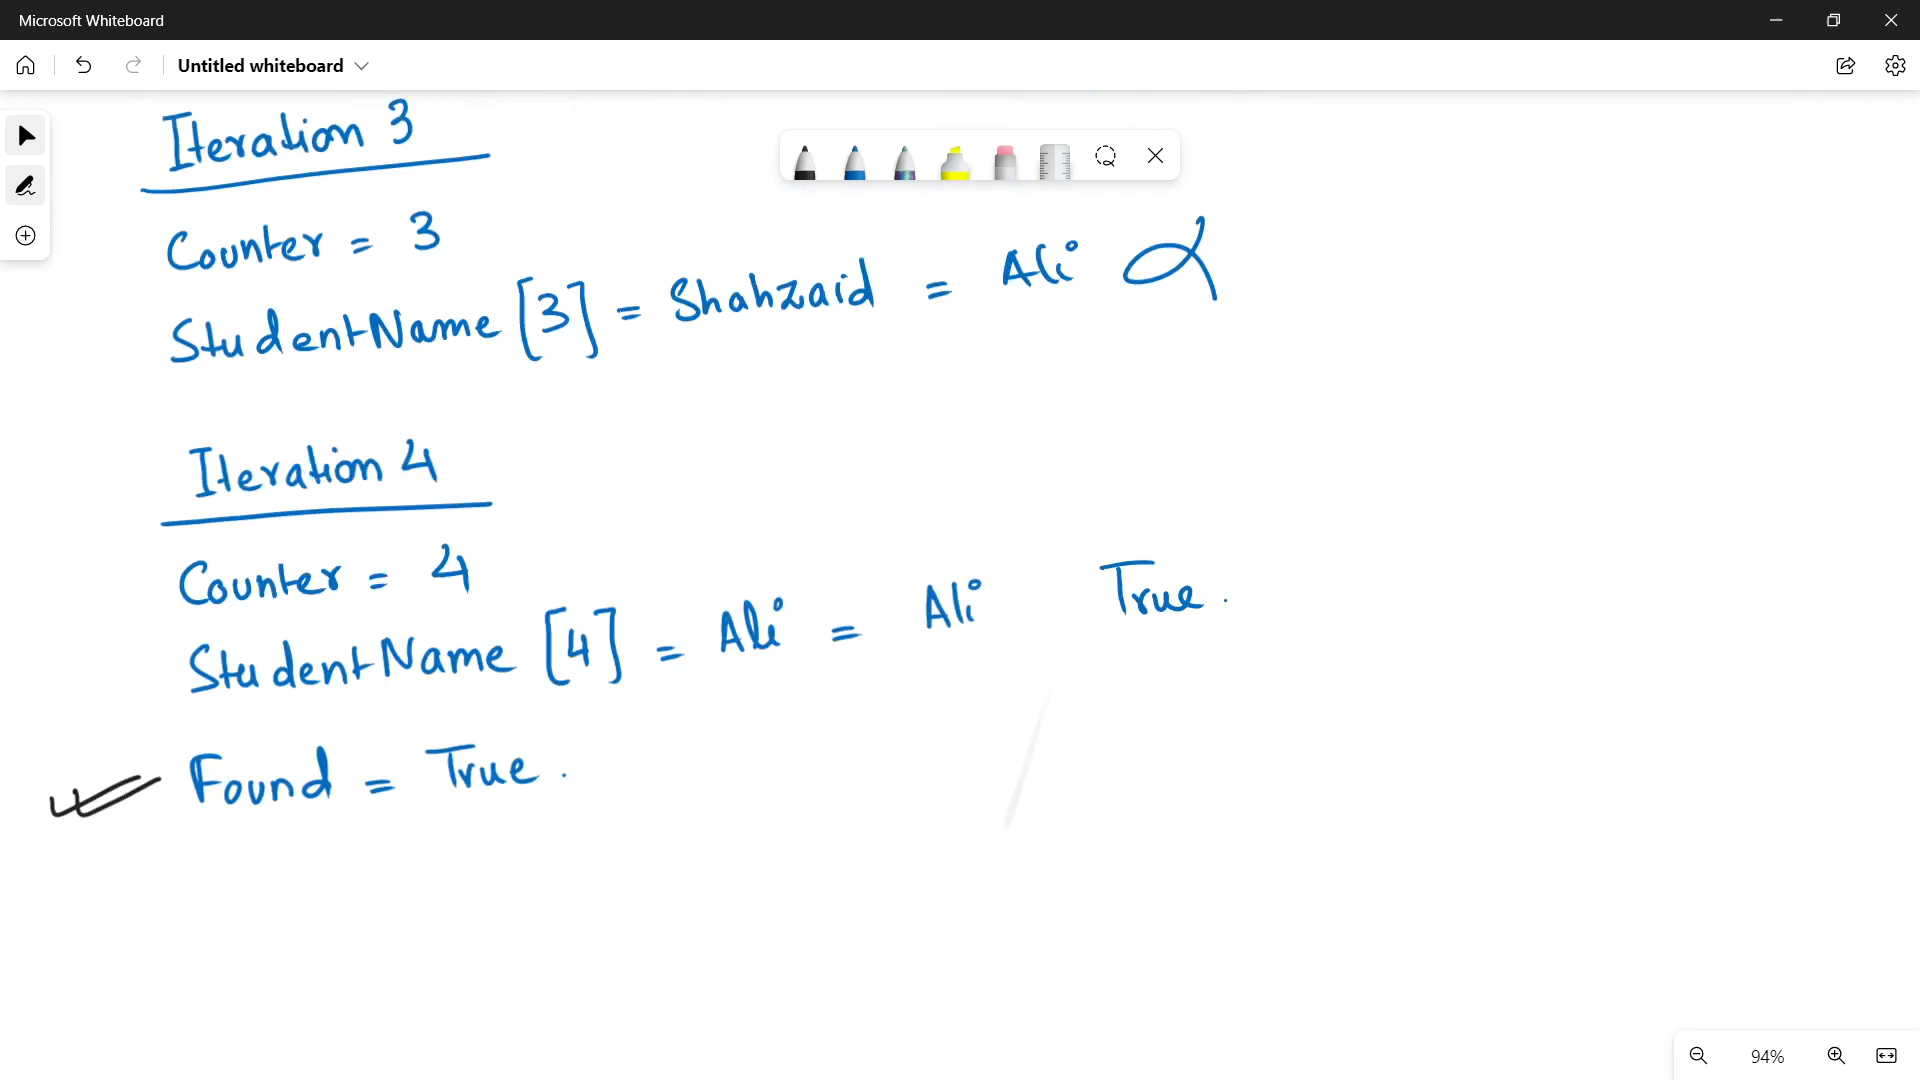 Microsoft Whiteboard
Untitled whiteboard
Iteration 3
Counter = 3
StudentName [3] = Shahzaid = Ali
Iteration 4
Counter = 4
StudentName [4] = Ali = Ali True.
Found = True.
94%